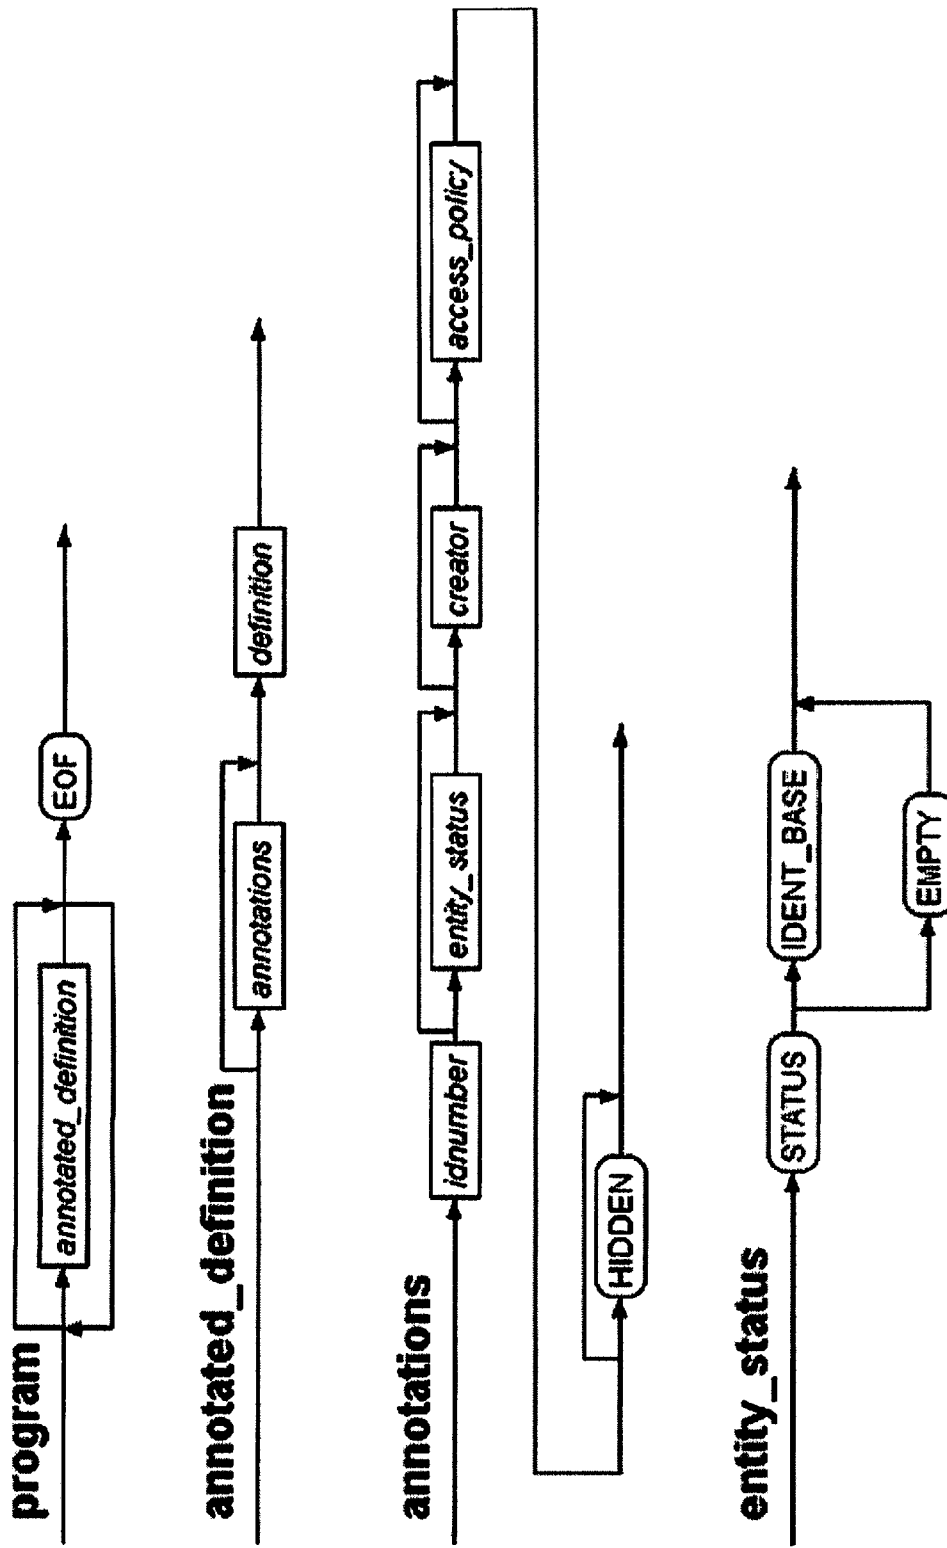 program
annotated_definition
EOF
annotated_definition
annotations
definition
annotations
idnumber
entity_status
creator
access_policy
HIDDEN
entity_status
STATUS
IDENT_BASE
EMPTY